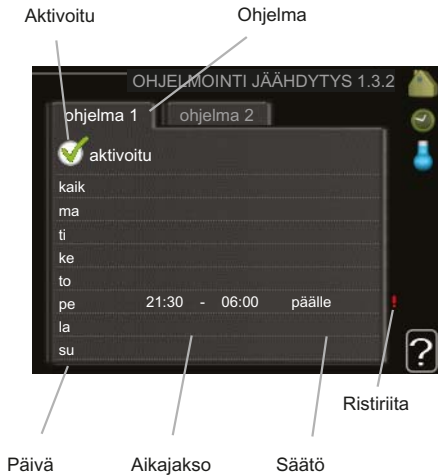 Aktivoitu Ohjelma
OHJELMOINTI JÄÄHDYTYS 1.3.2
ohjelma 1 ohjelma 2
aktivoitu
kaik
ma
ti
ke
to
pe 21:30 - 06:00 päälle !
la
su
?
Ristiriita
Päivä Aikajakso Säätö